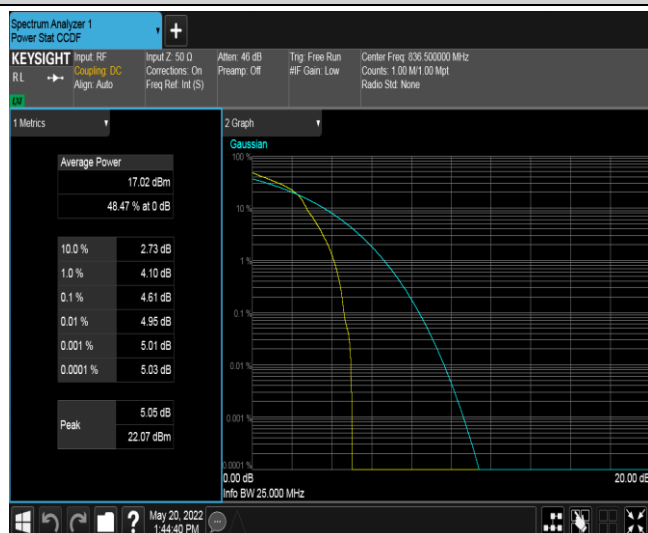 Spectrum Analyzer 1
Power Stat CCDF
+
KEYSIGHT
RL
LXI
Input: RF
Coupling: DC
Align: Auto
Input Z: 50 Ω
Corrections: On
Freq Ref: Int (S)
Atten: 46 dB
Preamp: Off
Trig: Free Run
#IF Gain: Low
Center Freq: 836.500000 MHz
Counts: 1.00 M/1.00 Mpt
Radio Std: None
1 Metrics
Average Power
17.02 dBm
48.47 % at 0 dB
10.0 % 2.73 dB
1.0 % 4.10 dB
0.1 % 4.61 dB
0.01 % 4.95 dB
0.001 % 5.01 dB
0.0001 % 5.03 dB
Peak
5.05 dB
22.07 dBm
2 Graph
Gaussian
100 %
10 %
1 %
0.1 %
0.01 %
0.001 %
0.0001 %
0.00 dB
20.00 dB
Info BW 25.000 MHz
?
May 20, 2022
1:44:40 PM